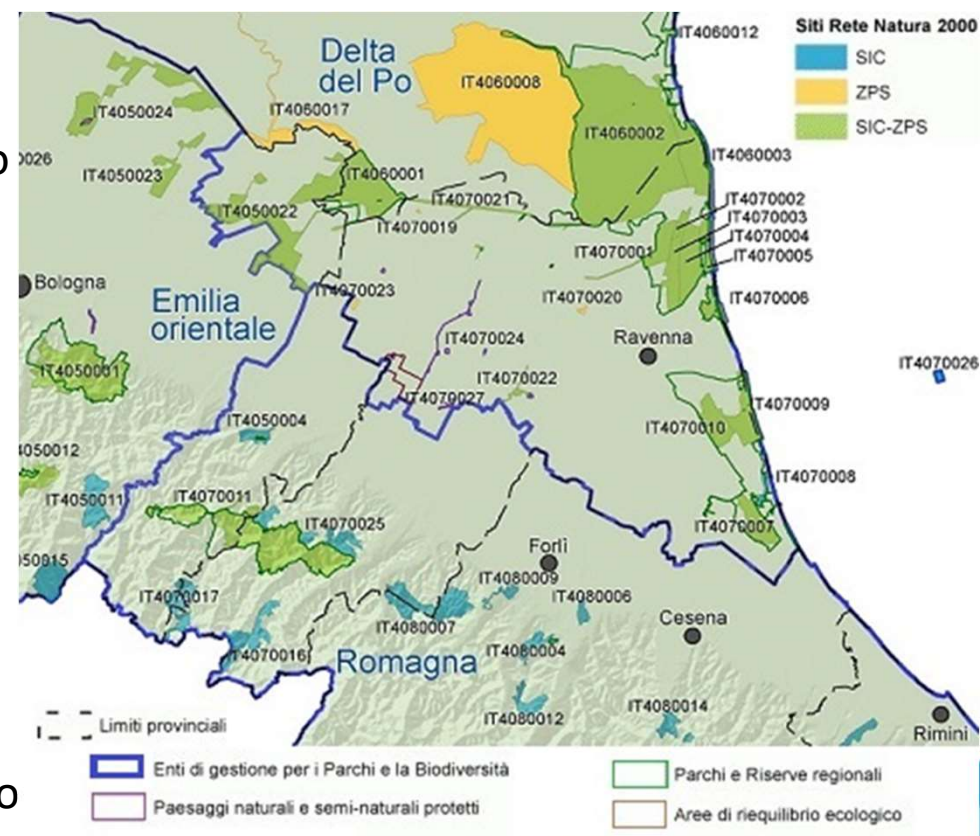 Siti Rete Natura 2000
SIC
ZPS
SIC-ZPS
IT4060012
Delta
del Po
IT4060008
IT4050024
IT4060017
IT4060002
o
0026
IT4050023
IT4060001
IT4060003
IT4070021
IT4070002
IT4050022
IT4070003
IT4070019
IT4070004
IT4070001
IT4070005
Bologna
IT4070023
IT4070020
IT4070006
Emilia
orientale
IT4070024
Ravenna
IT4070026
IT4050001
IT4070022
IT4070027
IT4070009
IT4050004
IT4070010
4050012
IT4070008
IT4050011
IT4070011
IT4070025
IT4070007
Forlì
050015
IT4080009
IT4070017
IT4080006
IT4080007
Cesena
IT4080004
IT4070016
Romagna
IT4080014
IT4080012
Limiti provinciali
Rimini
Enti di gestione per i Parchi e la Biodiversità
Parchi e Riserve regionali
o
Paesaggi naturali e semi-naturali protetti
Aree di riequilibrio ecologico